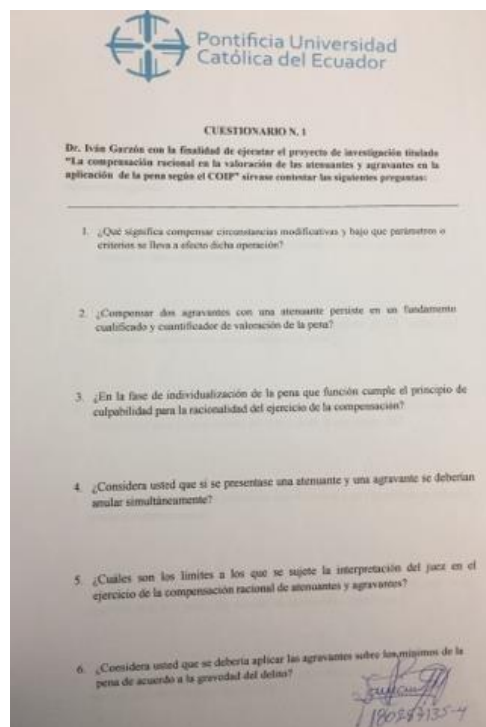 Pontificia Universidad
Católica del Ecuador
CUESTIONARIO N. 1
Dr. Iván Garzón con la finalidad de ejecutar el proyecto de investigación titulado
"La compensación racional en la valoración de las atenuantes y agravantes en la
aplicación de la pena según el COIP" sírvase contestar las siguientes preguntas:
1. ¿Qué significa compensar circunstancias modificativas y bajo que parámetros o
criterios se lleva a efecto dicha operación?
2. ¿Compensar dos agravantes con una atenuante persiste en un fundamento
cualificado y cuantificador de valoración de la pena?
3. ¿En la fase de individualización de la pena que función cumple el principio de
culpabilidad para la racionalidad del ejercicio de la compensación?
4. ¿Considera usted que si se presentase una atenuante y una agravante se deberían
anular simultáneamente?
5. ¿Cuáles son los límites a los que se sujete la interpretación del juez en el
ejercicio de la compensación racional de atenuantes y agravantes?
6. ¿Considera usted que se debería aplicar las agravantes sobre los mínimos de la
pena de acuerdo a la gravedad del delito?